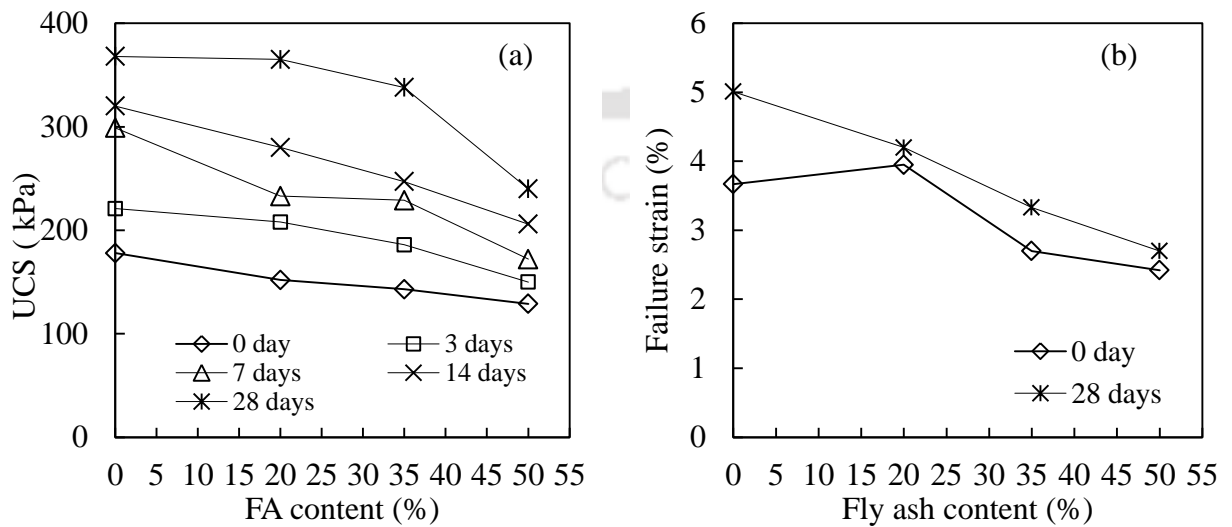 (a)
UCS ( kPa)
400
300
200
100
0
0 day
3 days
7 days
14 days
28 days
0 5 10 15 20 25 30 35 40 45 50 55
FA content (%)
(b)
Failure strain (%)
6
5
4
3
2
1
0
0 day
28 days
0 5 10 15 20 25 30 35 40 45 50 55
Fly ash content (%)